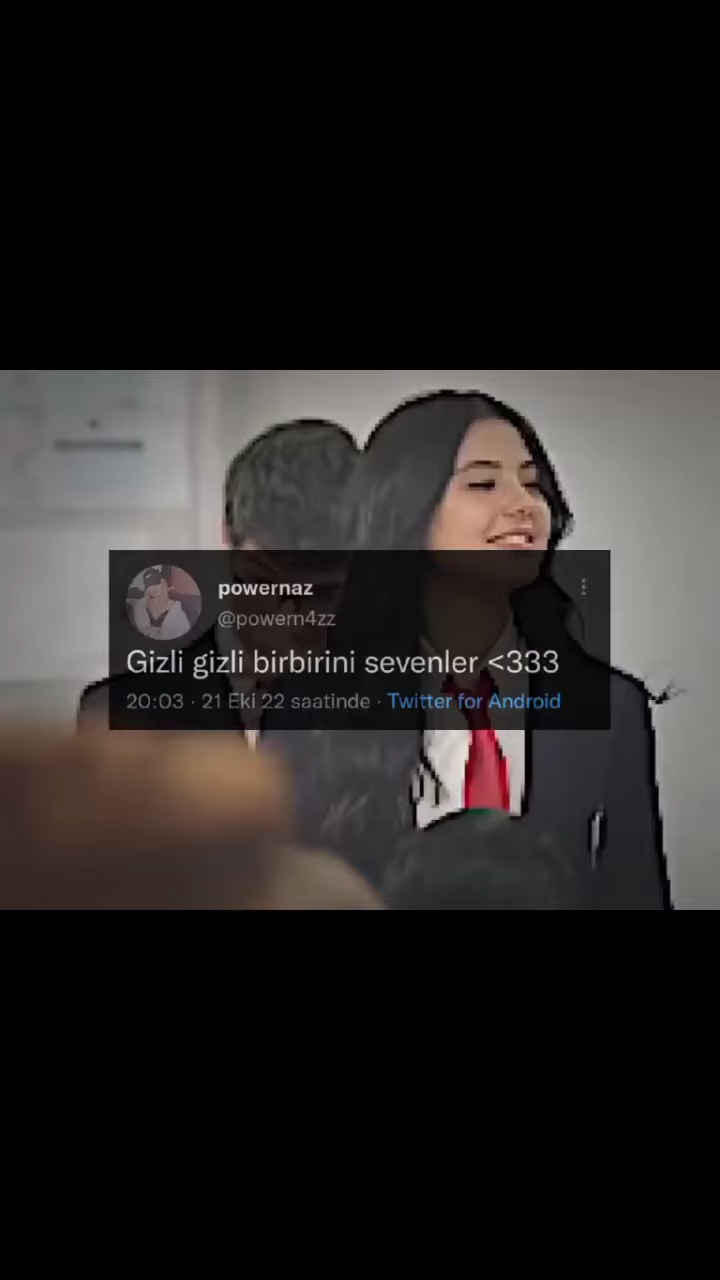 powernaz
@powern4zz
Gizli gizli birbirini sevenler <333
20:03 · 21 Eki 22 saatinde · Twitter for Android